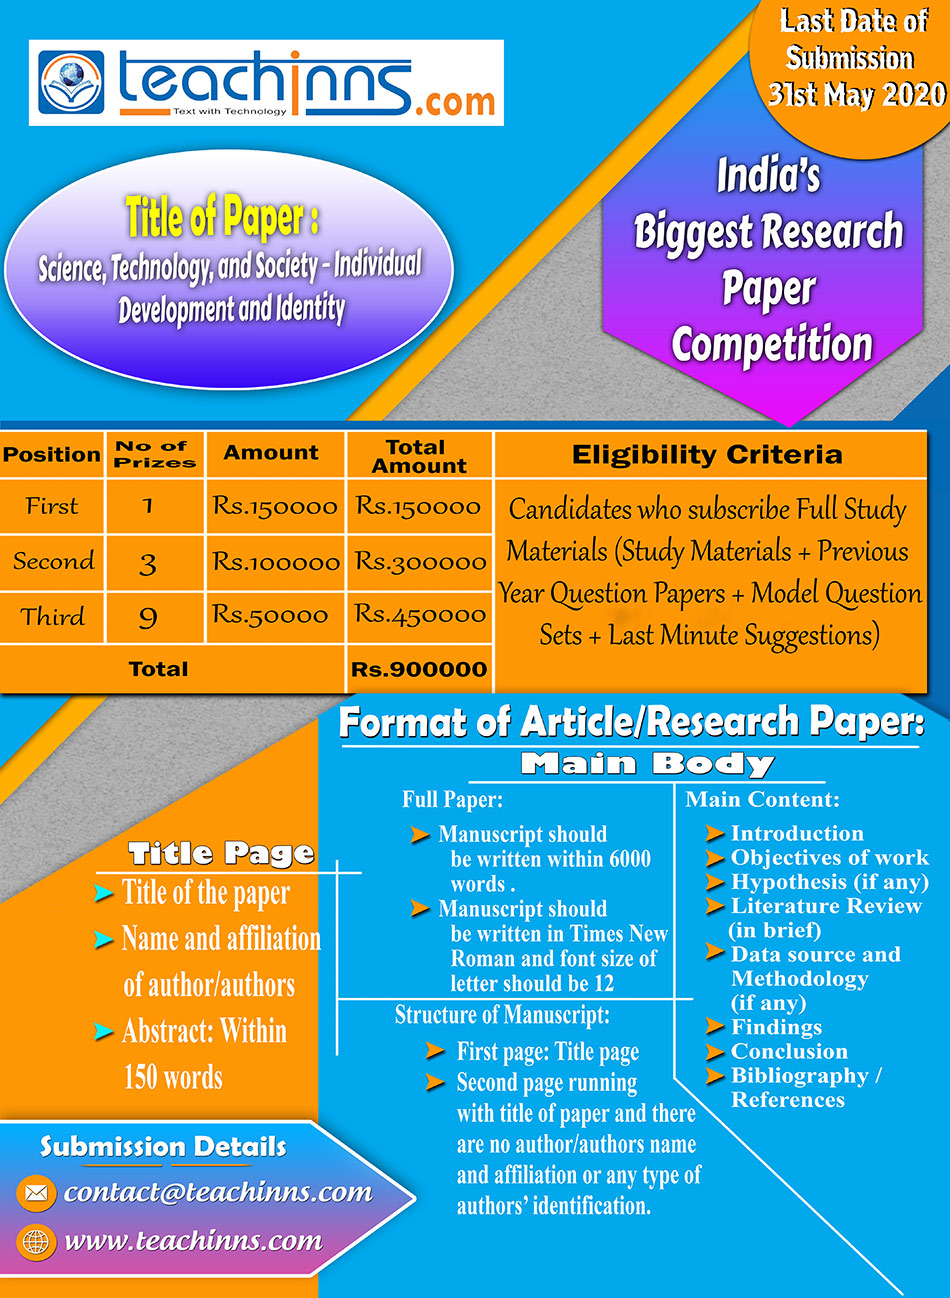 teachinns.com
Text with Technology
Last Date of
Submission
31st May 2020
Title of Paper :
Science, Technology, and Society – Individual
Development and Identity
India's
Biggest Research
Paper
Competition
Position
No of
Prizes
Amount
Total
Amount
Eligibility Criteria
First
1
Rs.150000
Rs.150000
Second
3
Rs.100000
Rs.300000
Third
9
Rs.50000
Rs.450000
Total
Rs.900000
Candidates who subscribe Full Study
Materials (Study Materials + Previous
Year Question Papers + Model Question
Sets + Last Minute Suggestions)
Format of Article/Research Paper:
Main Body
Title Page
Title of the paper
Name and affiliation
of author/authors
Abstract: Within
150 words
Full Paper:
Manuscript should
be written within 6000
words .
Manuscript should
be written in Times New
Roman and font size of
letter should be 12
Structure of Manuscript:
First page: Title page
Second page running
with title of paper and there
are no author/authors name
and affiliation or any type of
authors' identification.
Main Content:
Introduction
Objectives of work
Hypothesis (if any)
Literature Review
(in brief)
Data source and
Methodology
(if any)
Findings
Conclusion
Bibliography /
References
Submission Details
contact@teachinns.com
www.teachinns.com